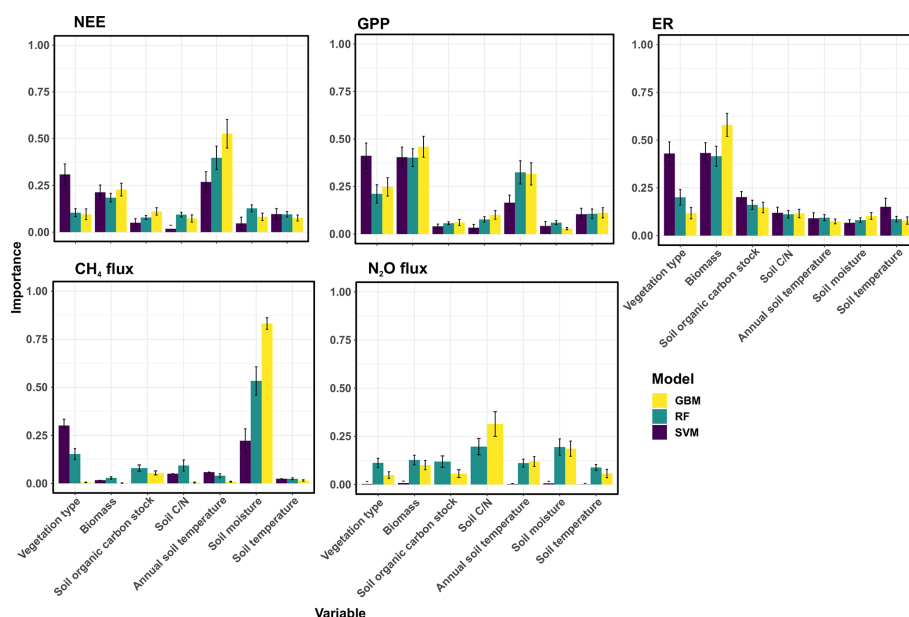 NEE
GPP
ER
1.00
0.75
0.50
0.25
0.00
1.00
0.75
0.50
0.25
0.00
1.00
0.75
0.50
0.25
0.00
Vegetation type
Biomass
Soil organic carbon stock
Soil C/N
Annual soil temperature
Soil moisture
Soil temperature
Importance
CH₄ flux
N₂O flux
1.00
0.75
0.50
0.25
0.00
1.00
0.75
0.50
0.25
0.00
Vegetation type
Biomass
Soil organic carbon stock
Soil C/N
Annual soil temperature
Soil moisture
Soil temperature
Vegetation type
Biomass
Soil organic carbon stock
Soil C/N
Annual soil temperature
Soil moisture
Soil temperature
Model
GBM
RF
SVM
Variable